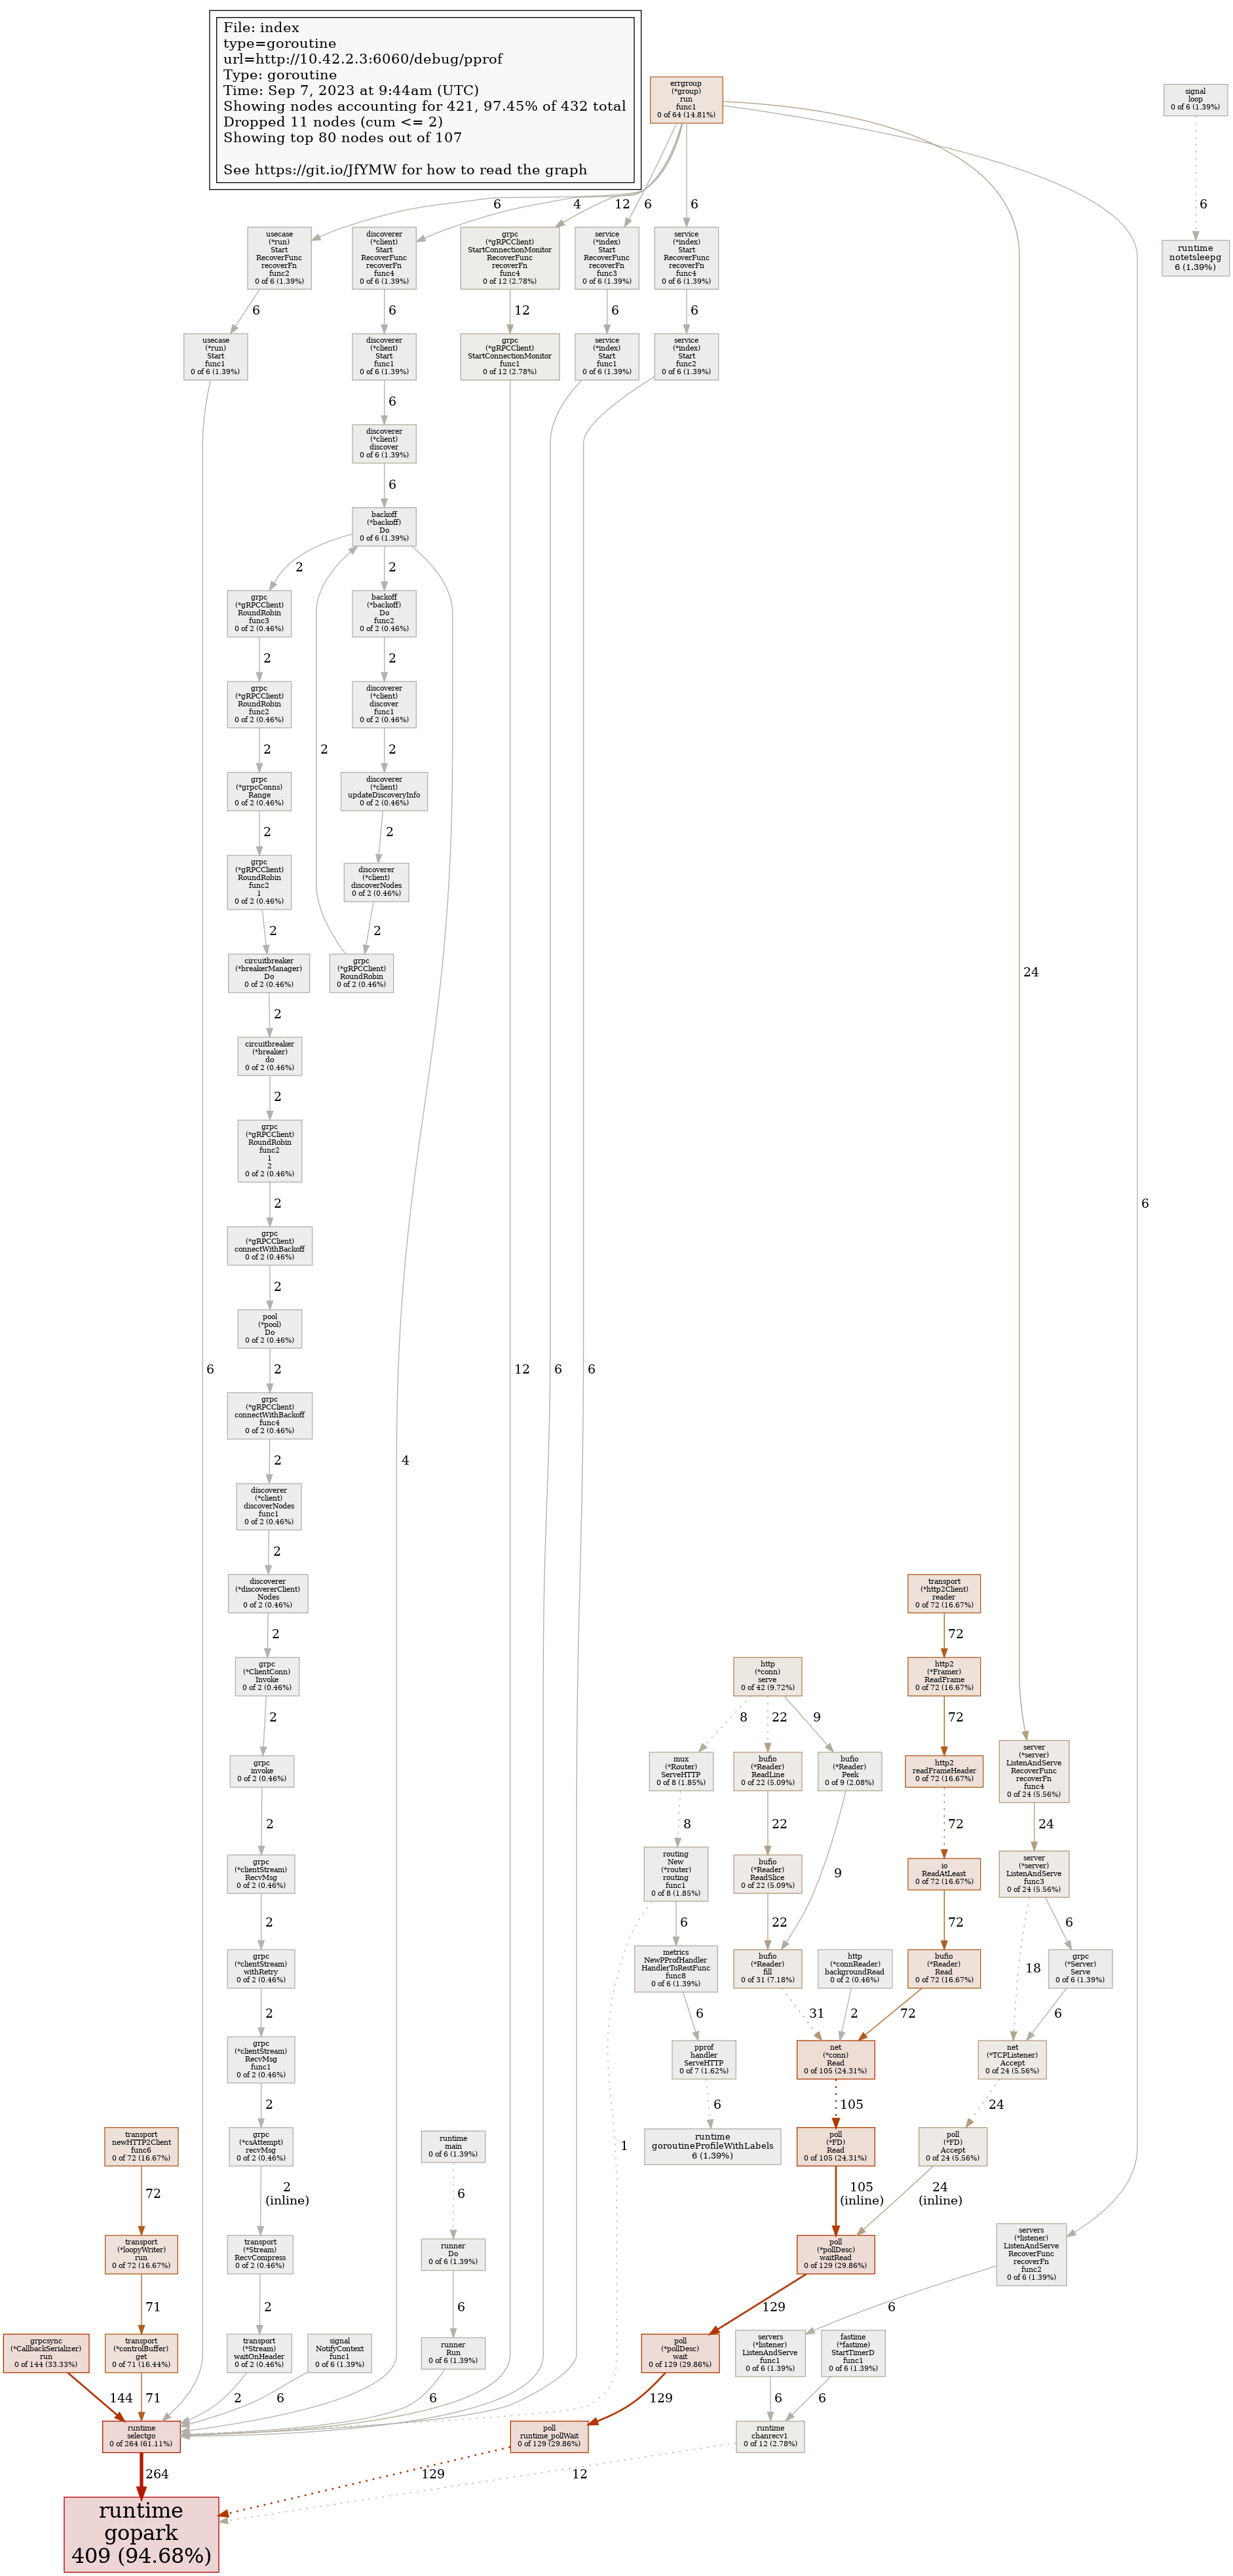 File: index
type=goroutine
url=http://10.42.2.3:6060/debug/pprof
Type: goroutine
Time: Sep 7, 2023 at 9:44am (UTC)
Showing nodes accounting for 421, 97.45% of 432 total
Dropped 11 nodes (cum <= 2)
Showing top 80 nodes out of 107
See https://git.io/JfYMW for how to read the graph
errgroup
(*group)
run
func1
0 of 64 (14.81%)
signal
loop
0 of 6 (1.39%)
6
4
12
6
6
6
usecase
(*run)
Start
RecoverFunc
recoverFn
func2
0 of 6 (1.39%)
discoverer
(*client)
Start
RecoverFunc
recoverFn
func4
0 of 6 (1.39%)
grpc
(*gRPCClient)
StartConnectionMonitor
RecoverFunc
recoverFn
func4
0 of 12 (2.78%)
service
(*index)
Start
RecoverFunc
recoverFn
func3
0 of 6 (1.39%)
service
(*index)
Start
RecoverFunc
recoverFn
func4
0 of 6 (1.39%)
runtime
notetsleepg
6 (1.39%)
6
6
12
6
6
usecase
(*run)
Start
func1
0 of 6 (1.39%)
discoverer
(*client)
Start
func1
0 of 6 (1.39%)
grpc
(*gRPCClient)
StartConnectionMonitor
func1
0 of 12 (2.78%)
service
(*index)
Start
func1
0 of 6 (1.39%)
service
(*index)
Start
func2
0 of 6 (1.39%)
6
discoverer
(*client)
discover
0 of 6 (1.39%)
6
backoff
(*backoff)
Do
0 of 6 (1.39%)
2
2
grpc
(*gRPCClient)
RoundRobin
func3
0 of 2 (0.46%)
backoff
(*backoff)
Do
func2
0 of 2 (0.46%)
2
2
grpc
(*gRPCClient)
RoundRobin
func2
0 of 2 (0.46%)
discoverer
(*client)
discover
func1
0 of 2 (0.46%)
2
2
2
grpc
(*grpcConns)
Range
0 of 2 (0.46%)
discoverer
(*client)
updateDiscoveryInfo
0 of 2 (0.46%)
2
2
grpc
(*gRPCClient)
RoundRobin
func2
1
0 of 2 (0.46%)
discoverer
(*client)
discoverNodes
0 of 2 (0.46%)
2
2
circuitbreaker
(*breakerManager)
Do
0 of 2 (0.46%)
grpc
(*gRPCClient)
RoundRobin
0 of 2 (0.46%)
24
2
circuitbreaker
(*breaker)
do
0 of 2 (0.46%)
2
grpc
(*gRPCClient)
RoundRobin
func2
1
2
0 of 2 (0.46%)
2
6
grpc
(*gRPCClient)
connectWithBackoff
0 of 2 (0.46%)
2
pool
(*pool)
Do
0 of 2 (0.46%)
6
2
12
6
6
grpc
(*gRPCClient)
connectWithBackoff
func4
0 of 2 (0.46%)
2
4
discoverer
(*client)
discoverNodes
func1
0 of 2 (0.46%)
2
discoverer
(*discovererClient)
Nodes
0 of 2 (0.46%)
transport
(*http2Client)
reader
0 of 72 (16.67%)
2
72
grpc
(*ClientConn)
Invoke
0 of 2 (0.46%)
http
(*conn)
serve
0 of 42 (9.72%)
http2
(*Framer)
ReadFrame
0 of 72 (16.67%)
2
8
22
9
72
grpc
invoke
0 of 2 (0.46%)
mux
(*Router)
ServeHTTP
0 of 8 (1.85%)
bufio
(*Reader)
ReadLine
0 of 22 (5.09%)
bufio
(*Reader)
Peek
0 of 9 (2.08%)
http2
readFrameHeader
0 of 72 (16.67%)
server
(*server)
ListenAndServe
RecoverFunc
recoverFn
func4
0 of 24 (5.56%)
2
8
22
72
24
grpc
(*clientStream)
RecvMsg
0 of 2 (0.46%)
routing
New
(*router)
routing
func1
0 of 8 (1.85%)
bufio
(*Reader)
ReadSlice
0 of 22 (5.09%)
9
io
ReadAtLeast
0 of 72 (16.67%)
server
(*server)
ListenAndServe
func3
0 of 24 (5.56%)
2
6
22
72
6
grpc
(*clientStream)
withRetry
0 of 2 (0.46%)
metrics
NewPProfHandler
HandlerToRestFunc
func8
0 of 6 (1.39%)
bufio
(*Reader)
fill
0 of 31 (7.18%)
http
(*connReader)
backgroundRead
0 of 2 (0.46%)
bufio
(*Reader)
Read
0 of 72 (16.67%)
18
grpc
(*Server)
Serve
0 of 6 (1.39%)
2
6
31
2
72
6
grpc
(*clientStream)
RecvMsg
func1
0 of 2 (0.46%)
pprof
handler
ServeHTTP
0 of 7 (1.62%)
net
(*conn)
Read
0 of 105 (24.31%)
net
(*TCPListener)
Accept
0 of 24 (5.56%)
2
6
105
24
transport
newHTTP2Client
func6
0 of 72 (16.67%)
grpc
(*csAttempt)
recvMsg
0 of 2 (0.46%)
runtime
main
0 of 6 (1.39%)
1
runtime
goroutineProfileWithLabels
6 (1.39%)
poll
(*FD)
Read
0 of 105 (24.31%)
poll
(*FD)
Accept
0 of 24 (5.56%)
72
2
(inline)
6
105
(inline)
24
(inline)
transport
(*loopyWriter)
run
0 of 72 (16.67%)
transport
(*Stream)
RecvCompress
0 of 2 (0.46%)
runner
Do
0 of 6 (1.39%)
poll
(*pollDesc)
waitRead
0 of 129 (29.86%)
servers
(*listener)
ListenAndServe
RecoverFunc
recoverFn
func2
0 of 6 (1.39%)
71
2
6
129
6
grpcsync
(*CallbackSerializer)
run
0 of 144 (33.33%)
transport
(*controlBuffer)
get
0 of 71 (16.44%)
transport
(*Stream)
waitOnHeader
0 of 2 (0.46%)
signal
NotifyContext
func1
0 of 6 (1.39%)
runner
Run
0 of 6 (1.39%)
poll
(*pollDesc)
wait
0 of 129 (29.86%)
servers
(*listener)
ListenAndServe
func1
0 of 6 (1.39%)
fastime
(*fastime)
StartTimerD
func1
0 of 6 (1.39%)
144
71
2
6
6
129
6
6
runtime
selectgo
0 of 264 (61.11%)
poll
runtime_pollWait
0 of 129 (29.86%)
runtime
chanrecv1
0 of 12 (2.78%)
264
129
12
runtime
gopark
409 (94.68%)